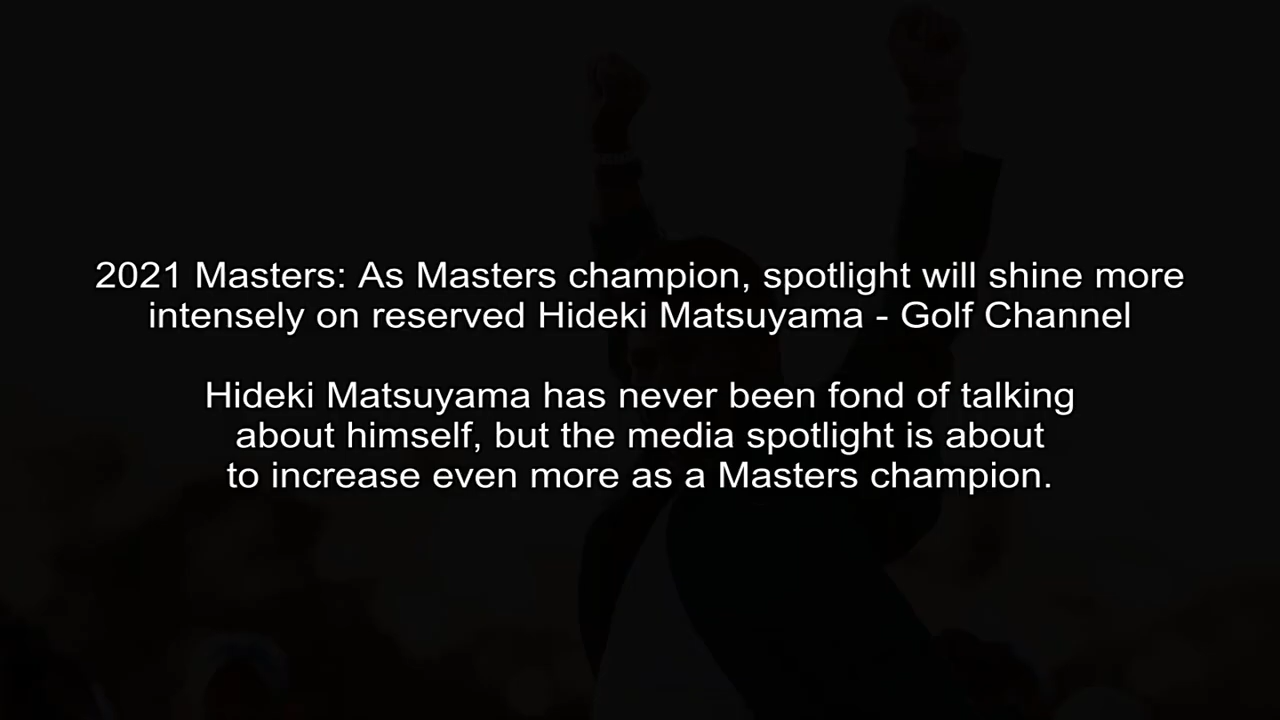 2021 Masters: As Masters champion, spotlight will shine more
intensely on reserved Hideki Matsuyama - Golf Channel
Hideki Matsuyama has never been fond of talking
about himself, but the media spotlight is about
to increase even more as a Masters champion.